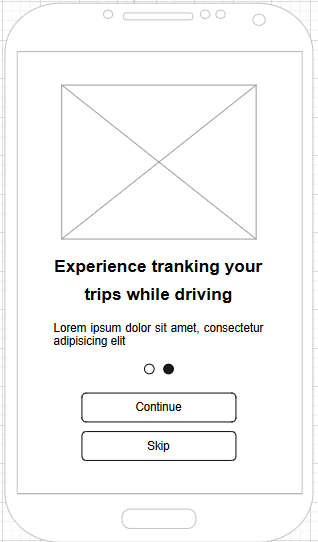 Experience tranking your
trips while driving
Lorem ipsum dolor sit amet, consectetur
adipisicing elit
Continue
Skip